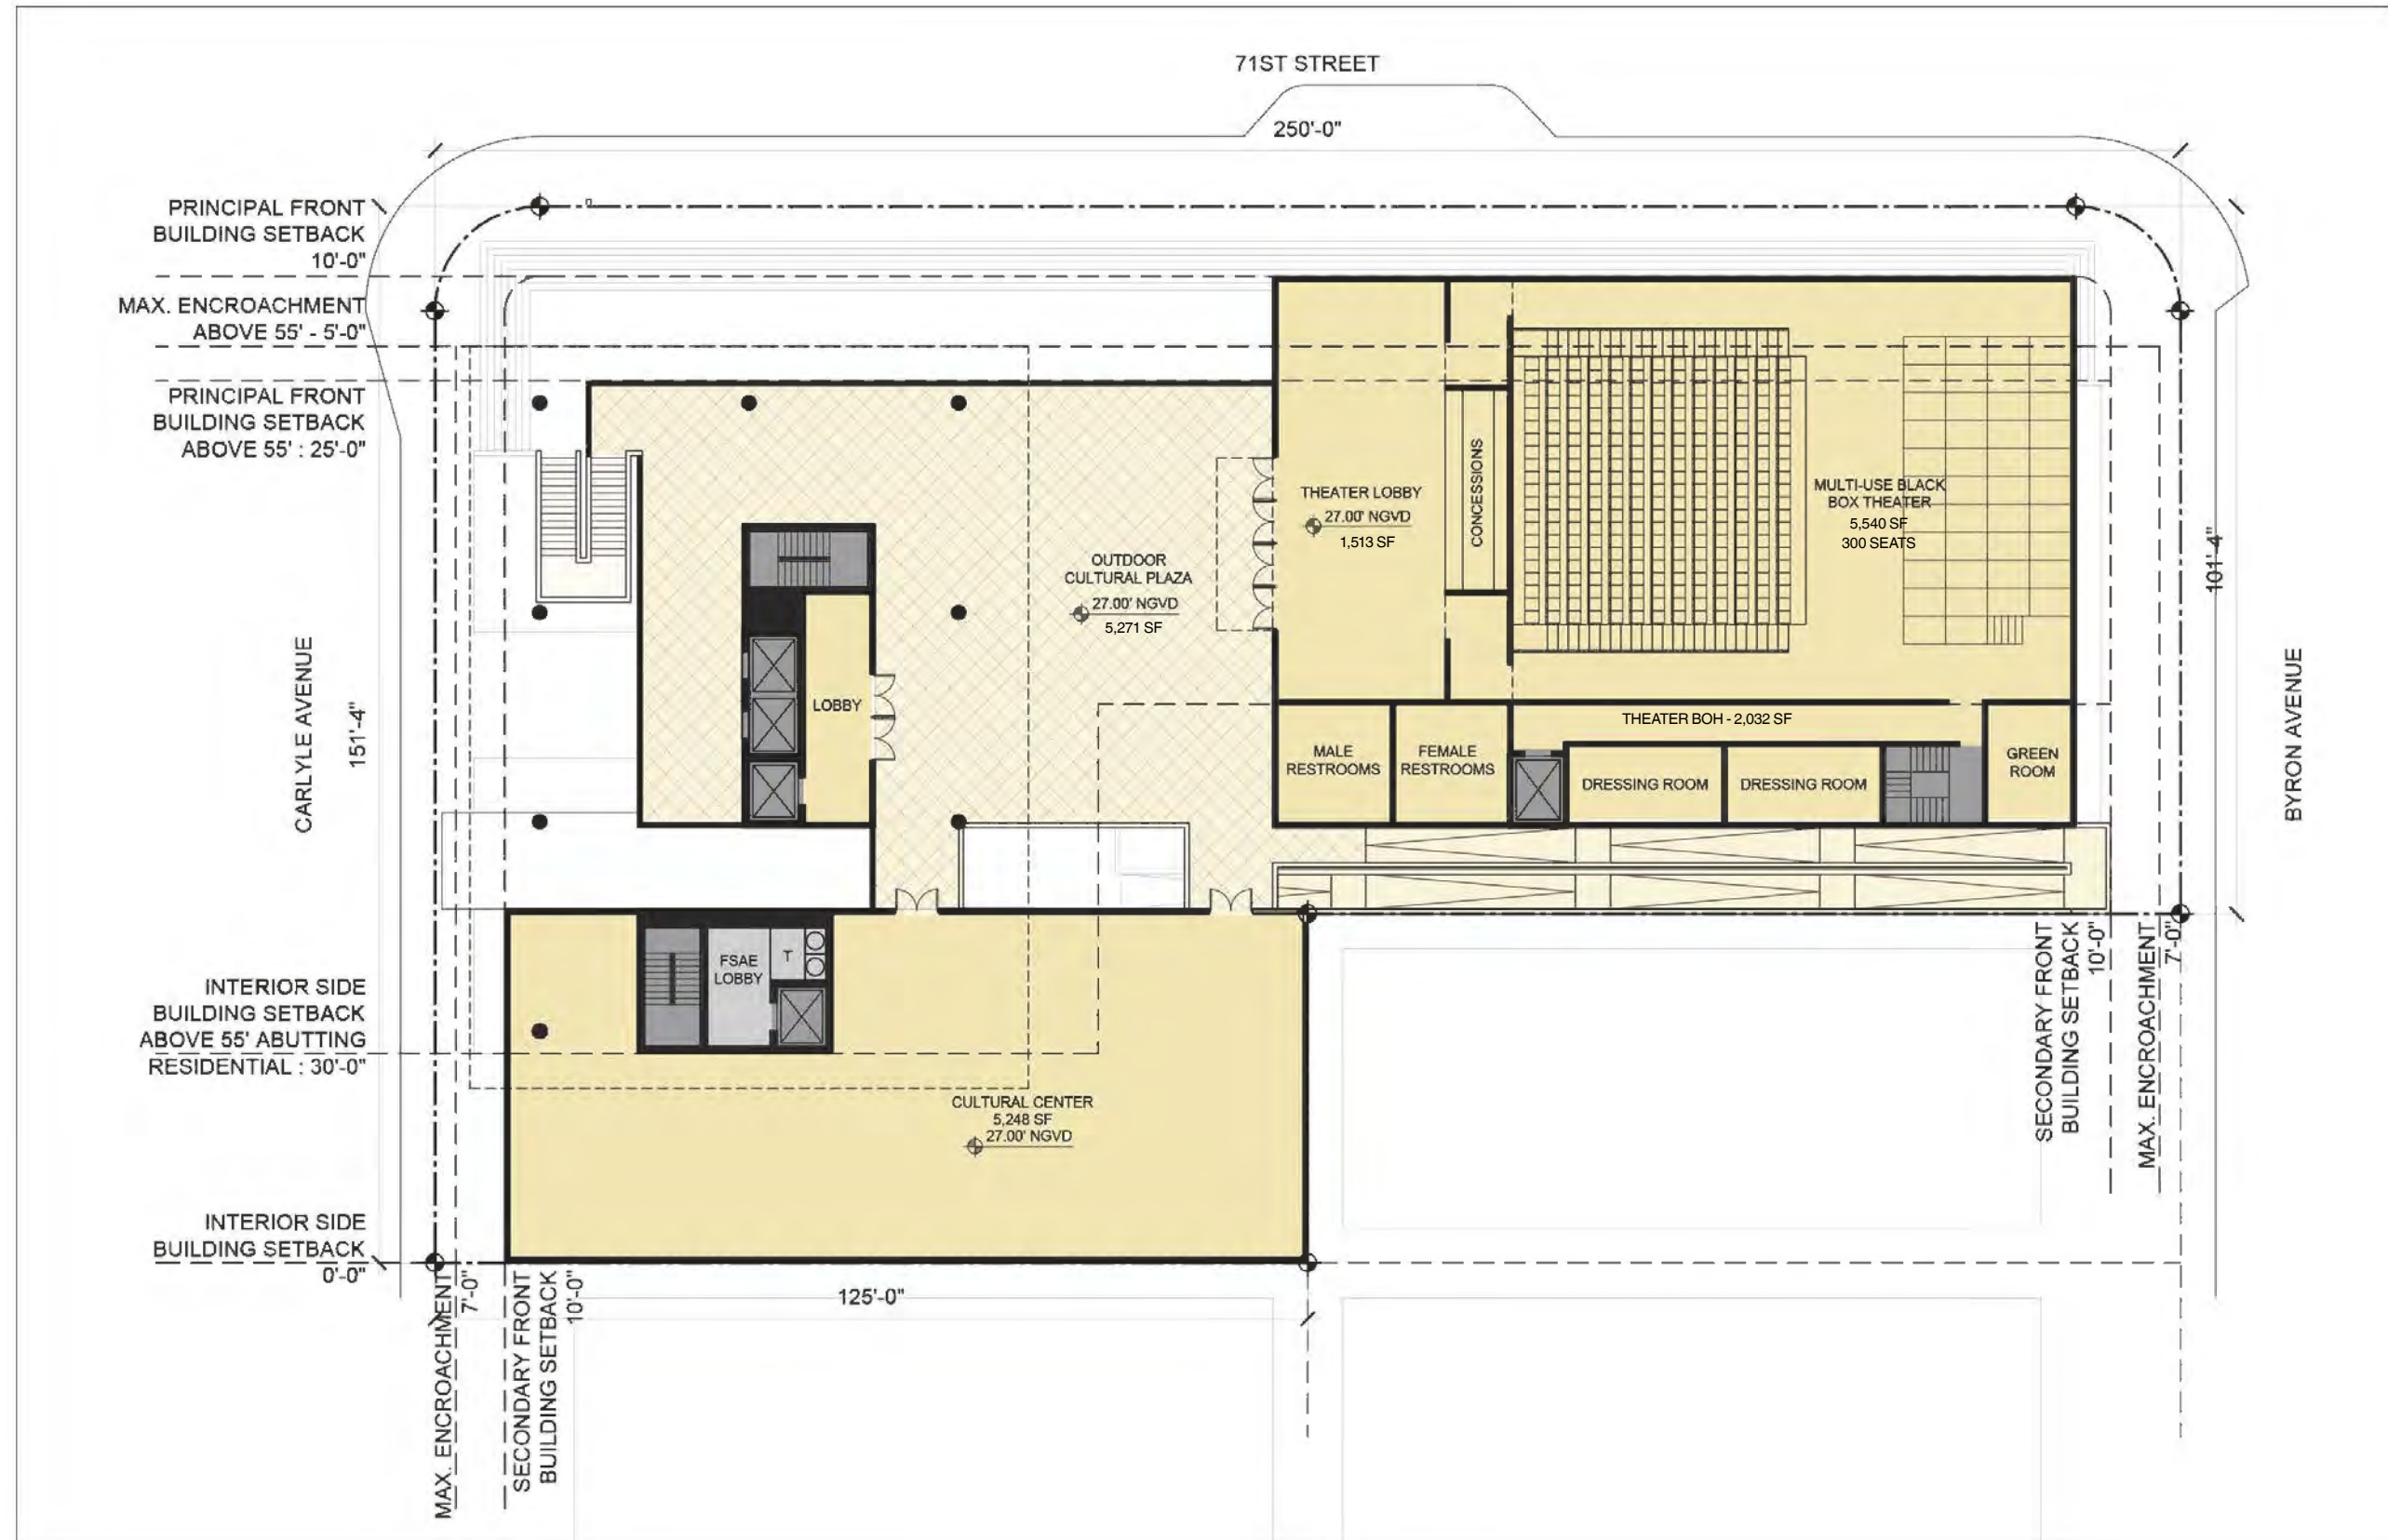 71ST STREET
250'-0"
PRINCIPAL FRONT
BUILDING SETBACK
10'-0"
MAX. ENCROACHMENT
ABOVE 55' - 5'-0"
PRINCIPAL FRONT
BUILDING SETBACK
ABOVE 55' : 25'-0"
CARLYLE AVENUE
151'-4"
INTERIOR SIDE
BUILDING SETBACK
ABOVE 55' ABUTTING
RESIDENTIAL : 30'-0"
INTERIOR SIDE
BUILDING SETBACK
0'-0"
MAX. ENCROACHMENT
7'-0"
SECONDARY FRONT
BUILDING SETBACK
10'-0"
125'-0"
LOBBY
OUTDOOR
CULTURAL PLAZA
27.00' NGVD
5,271 SF
THEATER LOBBY
27.00' NGVD
1,513 SF
CONCESSIONS
MULTI-USE BLACK
BOX THEATER
5,540 SF
300 SEATS
THEATER BOH - 2,032 SF
MALE
RESTROOMS
FEMALE
RESTROOMS
DRESSING ROOM
DRESSING ROOM
GREEN
ROOM
FSAE
LOBBY
T
CULTURAL CENTER
5,248 SF
27.00' NGVD
101'-4"
BYRON AVENUE
SECONDARY FRONT
BUILDING SETBACK
10'-0"
MAX. ENCROACHMENT
7'-0"